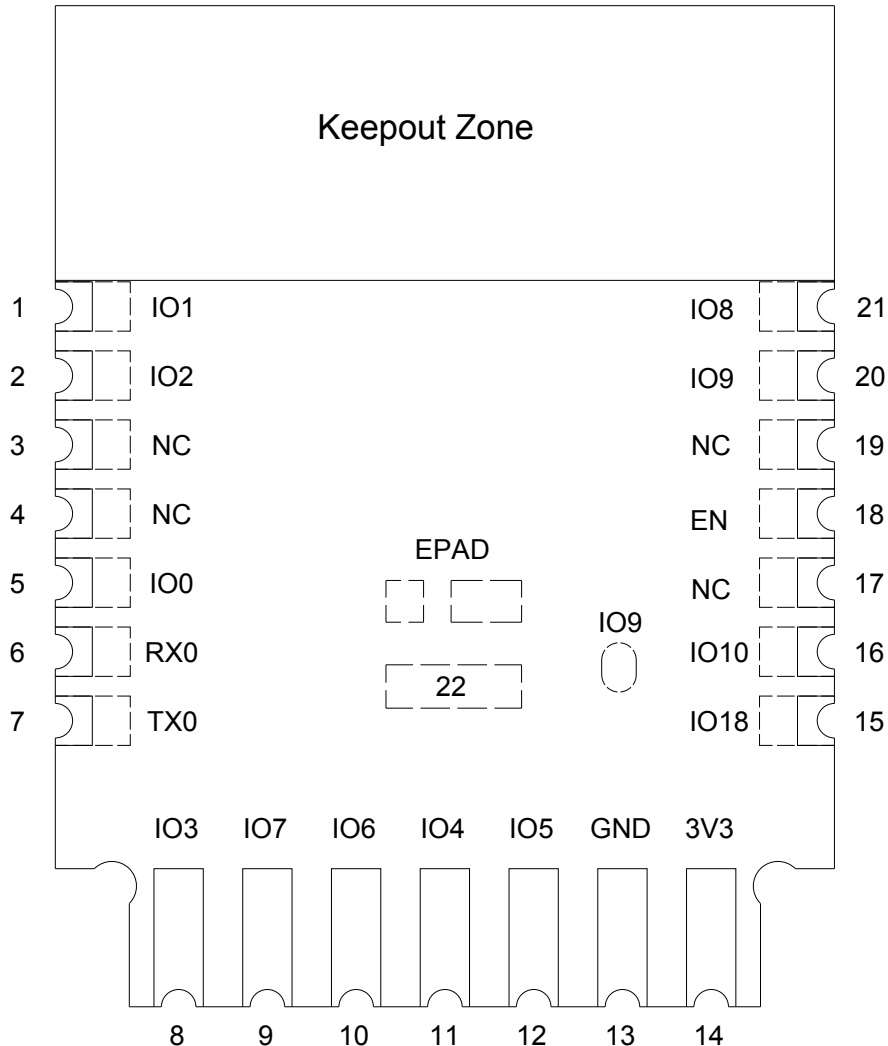 Keepout Zone
1 IO1 IO8 21
2 IO2 IO9 20
3 NC NC 19
4 NC EN 18
EPAD
5 IO0 NC 17
IO9
6 RX0 IO10 16
22
7 TX0 IO18 15
IO3 IO7 IO6 IO4 IO5 GND 3V3
8 9 10 11 12 13 14